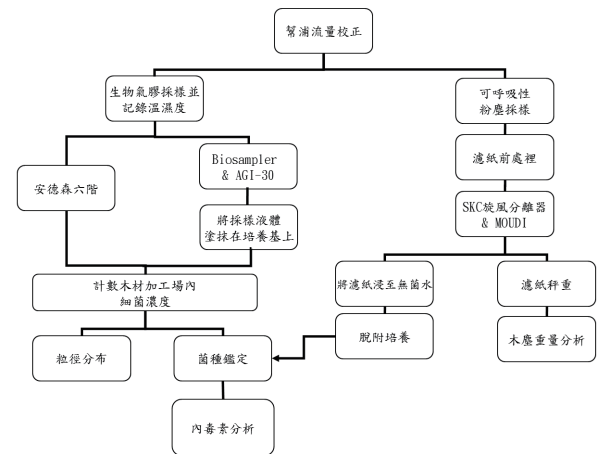 幫浦流量校正
生物氣膠採樣並
記錄溫濕度
可呼吸性
粉塵採樣
安德森六階
Biosampler
& AGI-30
濾紙前處裡
將採樣液體
塗抹在培養基上
SKC旋風分離器
& MOUDI
計數木材加工場內
細菌濃度
將濾紙浸至無菌水
濾紙秤重
粒徑分布
菌種鑑定
脫附培養
木塵重量分析
內毒素分析